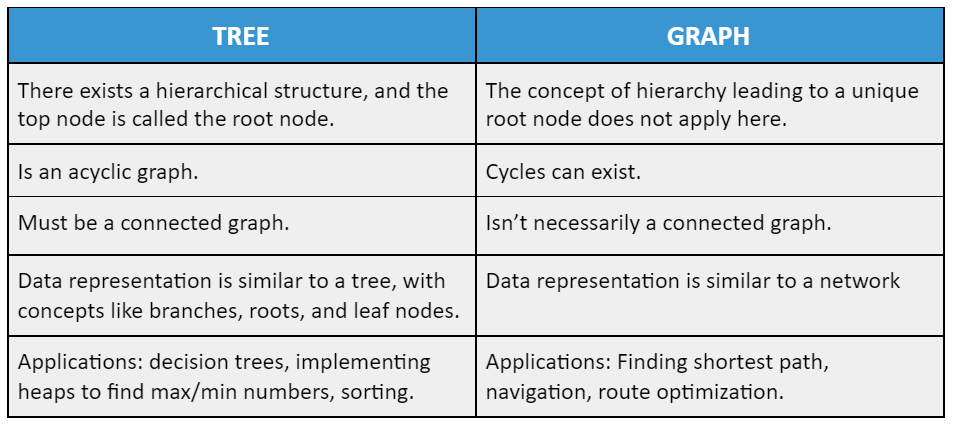 TREE
GRAPH
There exists a hierarchical structure, and the
top node is called the root node.
The concept of hierarchy leading to a unique
root node does not apply here.
Is an acyclic graph.
Cycles can exist.
Must be a connected graph.
Isn’t necessarily a connected graph.
Data representation is similar to a tree, with
concepts like branches, roots, and leaf nodes.
Data representation is similar to a network
Applications: decision trees, implementing
heaps to find max/min numbers, sorting.
Applications: Finding shortest path,
navigation, route optimization.